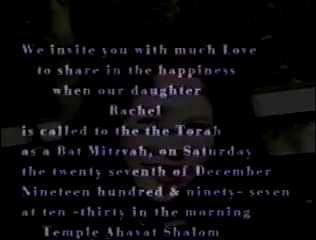 We invite you with much Love
to share in the happiness
when our daughter
Rachel
is called to the the Torah
as a Bat Mitzvah, on Saturday
the twenty seventh of December
Nineteen hundred & ninety- seven
at ten -thirty in the morning
Temple Ahavat Shalom